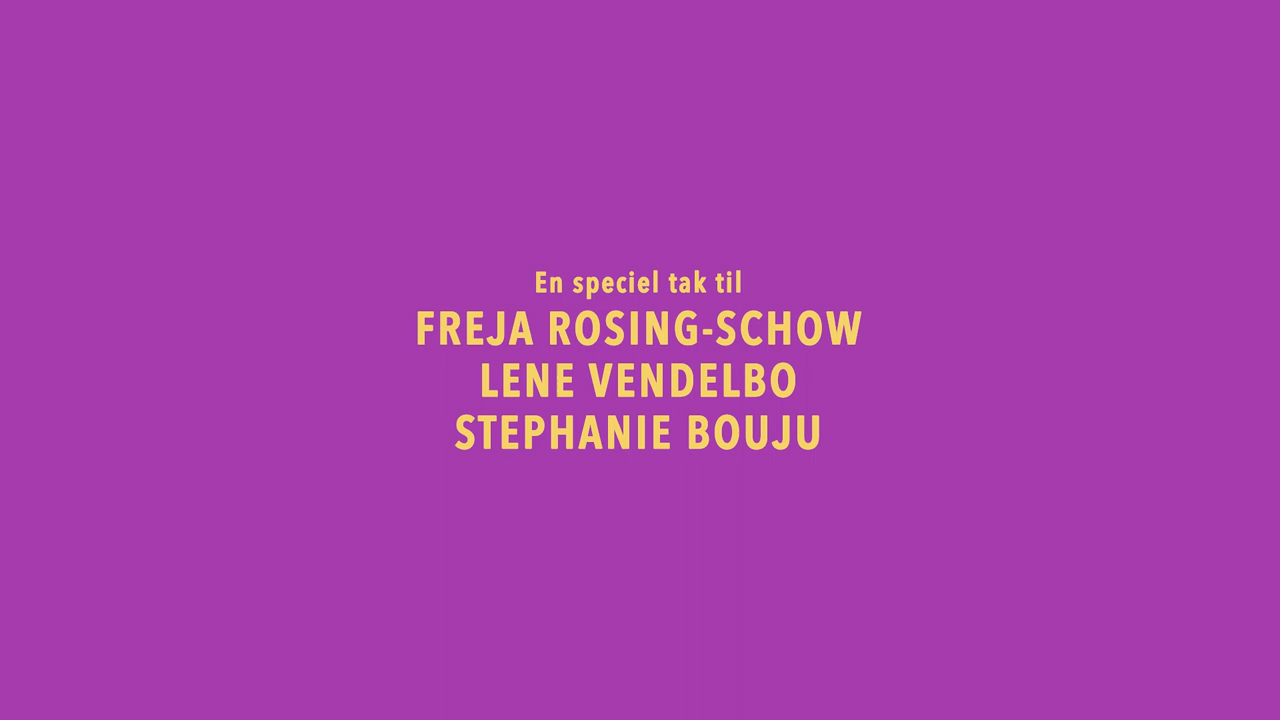 En speciel tak til
FREJA ROSING-SCHOW
LENE VENDELBO
STEPHANIE BOUJU